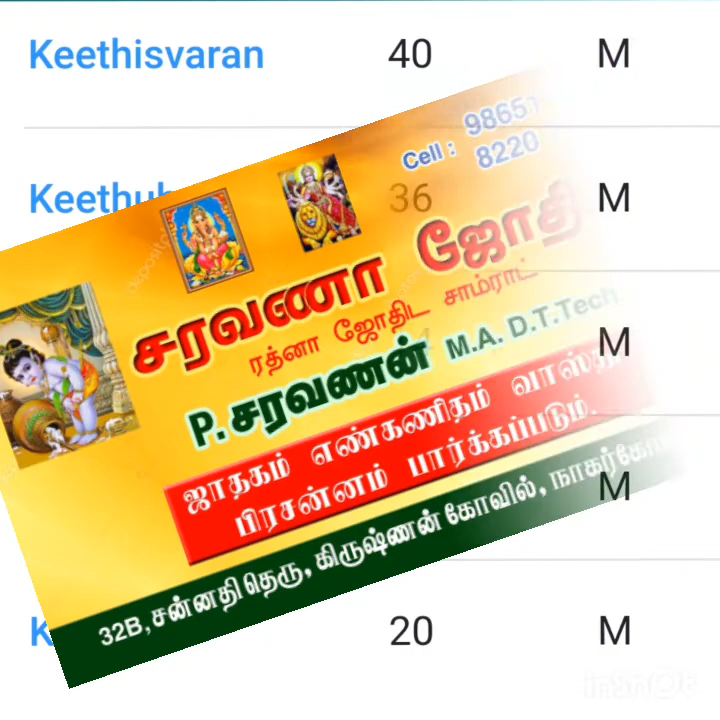 Keethisvaran 40 M
36 M
M
M
20 M
Cell : 9865
8220
சரவணா
ரத்னா ஜோதிட சாம்ராட்
P. சரவணன் M.A. D.T.Tech
ஜாதகம் எண்கணிதம்
பிரசன்னம் பார்க்கப்படும்.
32B, சன்னதி தெரு, கிருஷ்ணன் கோவில்,